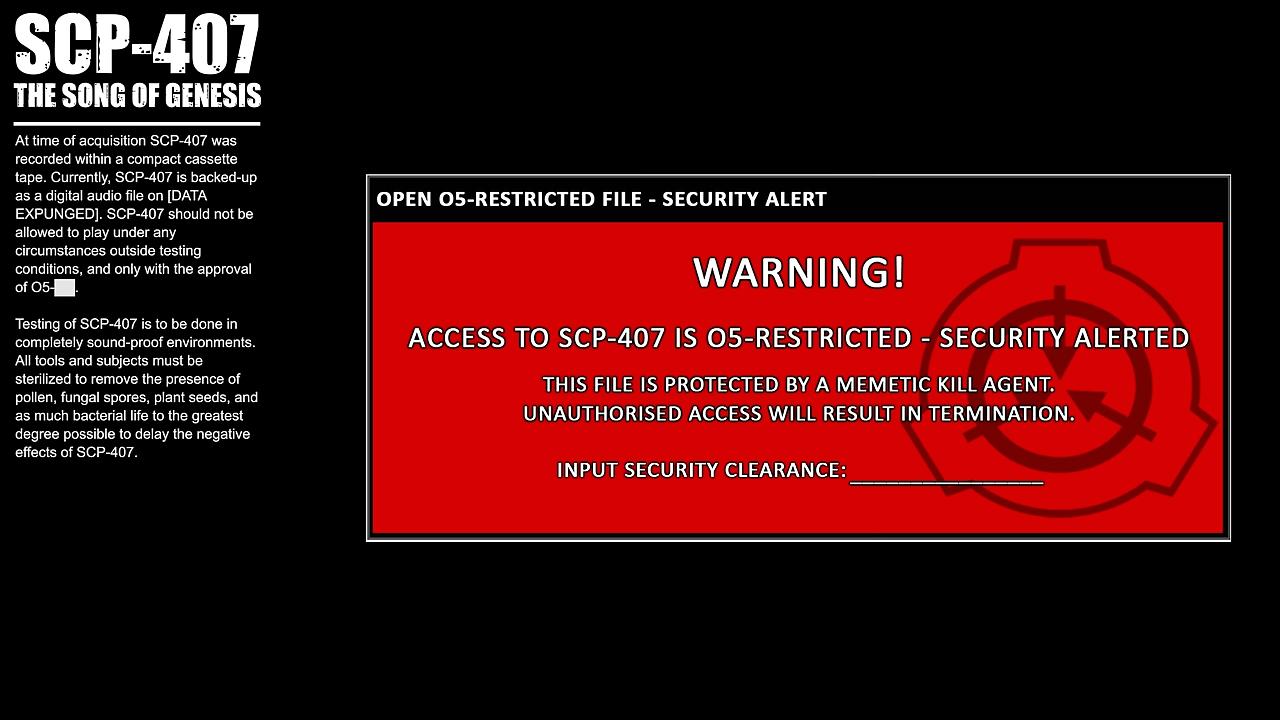 SCP-407
THE SONG OF GENESIS
At time of acquisition SCP-407 was
recorded within a compact cassette
tape. Currently, SCP-407 is backed-up
as a digital audio file on [DATA
EXPUNGED]. SCP-407 should not be
allowed to play under any
circumstances outside testing
conditions, and only with the approval
of O5-██.
Testing of SCP-407 is to be done in
completely sound-proof environments.
All tools and subjects must be
sterilized to remove the presence of
pollen, fungal spores, plant seeds, and
as much bacterial life to the greatest
degree possible to delay the negative
effects of SCP-407.
OPEN O5-RESTRICTED FILE - SECURITY ALERT
WARNING!
ACCESS TO SCP-407 IS O5-RESTRICTED - SECURITY ALERTED
THIS FILE IS PROTECTED BY A MEMETIC KILL AGENT.
UNAUTHORISED ACCESS WILL RESULT IN TERMINATION.
INPUT SECURITY CLEARANCE: ________________